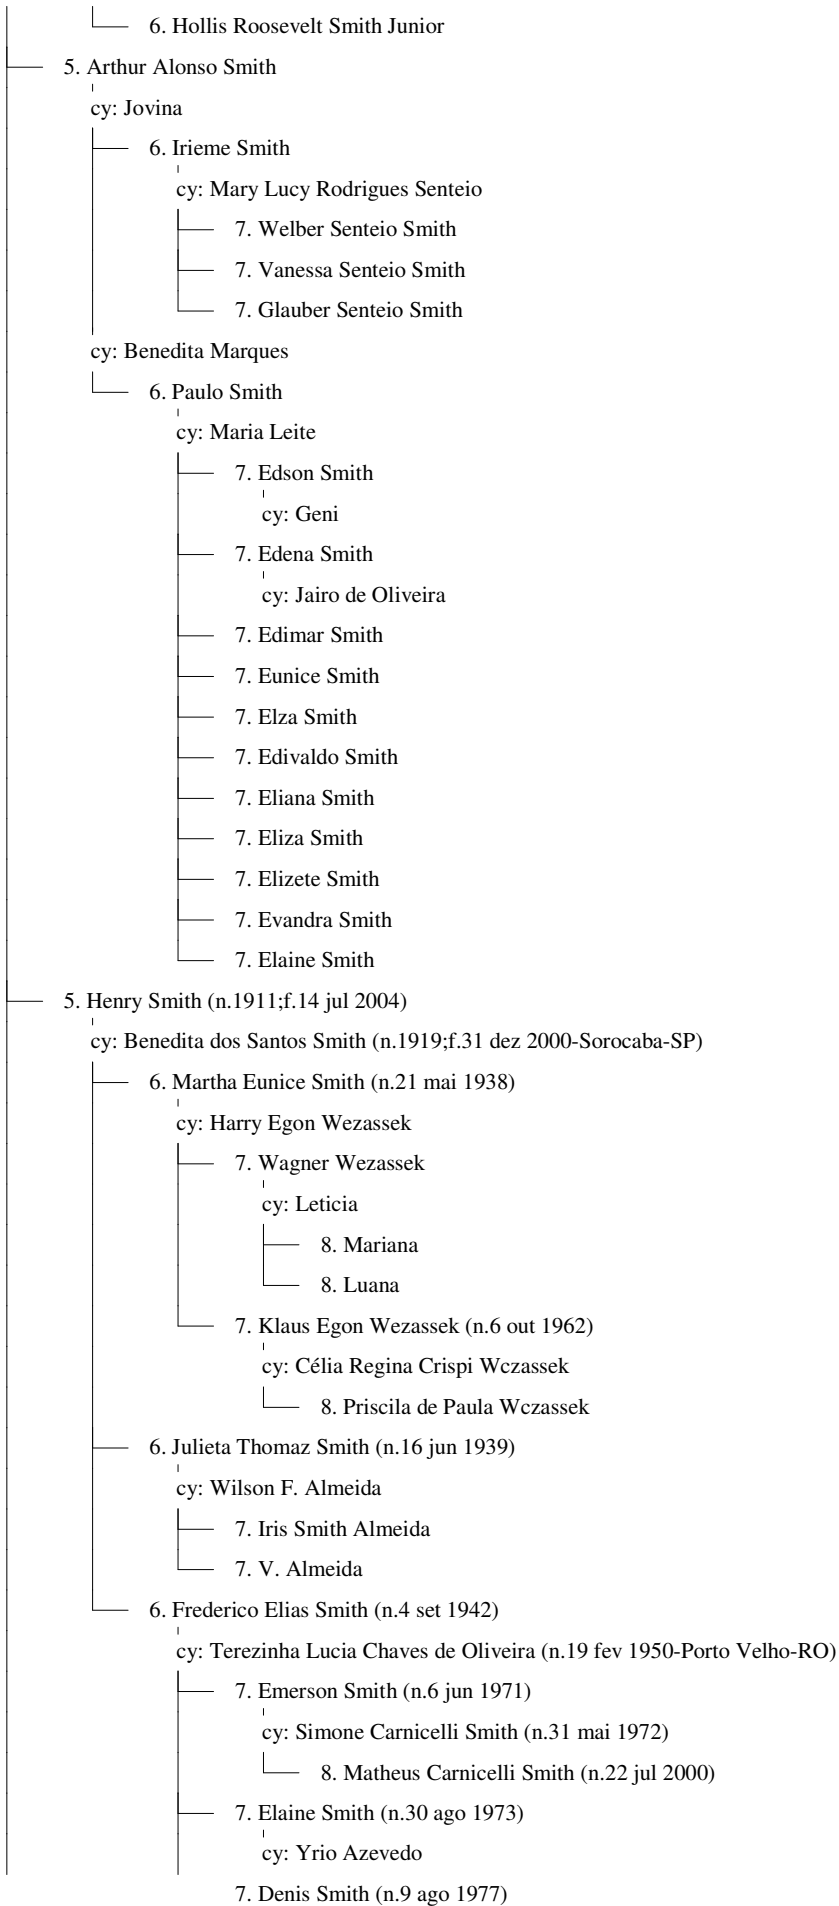 6. Hollis Roosevelt Smith Junior
5. Arthur Alonso Smith
cy: Jovina
6. Irieme Smith
cy: Mary Lucy Rodrigues Senteio
7. Welber Senteio Smith
7. Vanessa Senteio Smith
7. Glauber Senteio Smith
cy: Benedita Marques
6. Paulo Smith
cy: Maria Leite
7. Edson Smith
cy: Geni
7. Edena Smith
cy: Jairo de Oliveira
7. Edimar Smith
7. Eunice Smith
7. Elza Smith
7. Edivaldo Smith
7. Eliana Smith
7. Eliza Smith
7. Elizete Smith
7. Evandra Smith
7. Elaine Smith
5. Henry Smith (n.1911;f.14 jul 2004)
cy: Benedita dos Santos Smith (n.1919;f.31 dez 2000-Sorocaba-SP)
6. Martha Eunice Smith (n.21 mai 1938)
cy: Harry Egon Wezassek
7. Wagner Wezassek
cy: Leticia
8. Mariana
8. Luana
7. Klaus Egon Wezassek (n.6 out 1962)
cy: Célia Regina Crispi Wczassek
8. Priscila de Paula Wczassek
6. Julieta Thomaz Smith (n.16 jun 1939)
cy: Wilson F. Almeida
7. Iris Smith Almeida
7. V. Almeida
6. Frederico Elias Smith (n.4 set 1942)
cy: Terezinha Lucia Chaves de Oliveira (n.19 fev 1950-Porto Velho-RO)
7. Emerson Smith (n.6 jun 1971)
cy: Simone Carnicelli Smith (n.31 mai 1972)
8. Matheus Carnicelli Smith (n.22 jul 2000)
7. Elaine Smith (n.30 ago 1973)
cy: Yrio Azevedo
7. Denis Smith (n.9 ago 1977)